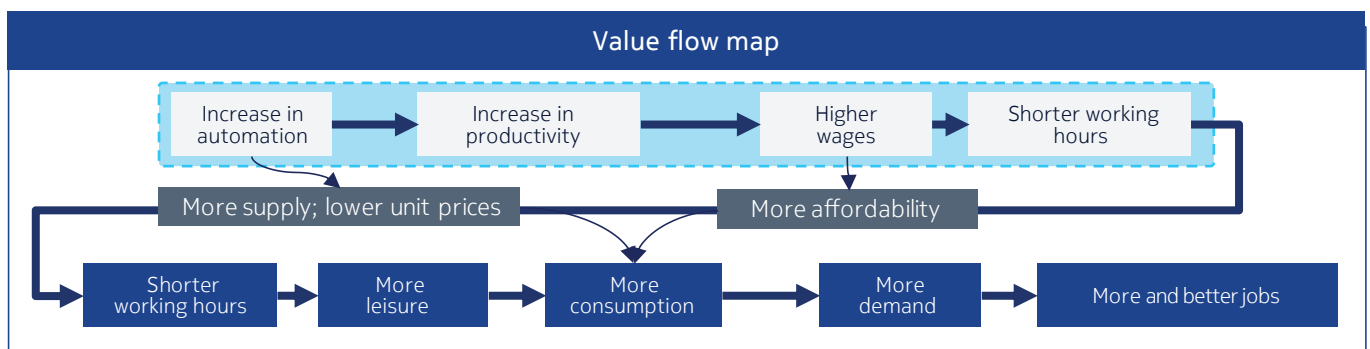 Value flow map
Increase in
automation
Increase in
productivity
Higher
wages
Shorter working
hours
More supply; lower unit prices
More affordability
Shorter
working hours
More
leisure
More
consumption
More
demand
More and better jobs